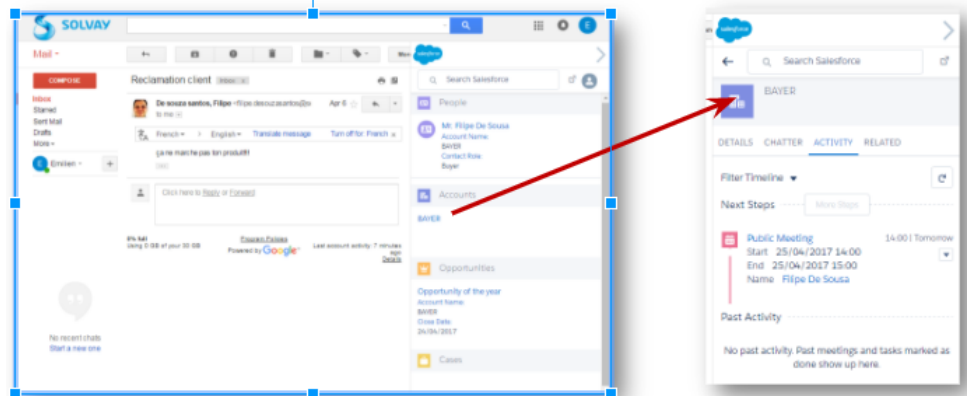 SOLVAY
Mail
COMPOSE
Inbox
Starred
Sent Mail
Drafts
More
Emilien
No recent chats
Start a new one
Reclamation client Inbox x
De souza santos, Filipe
Apr 6
to me
French > English Translate message Turn off for: French x
ça ne marche pas ton produit!!!
Click here to Reply or Forward
0% full
Using 0 GB of your 30 GB
Program Policies
Powered by Google
Last account activity: 7 minutes
ago
Details
salesforce
Search Salesforce
People
Mr. Filipe De Sousa
Account Name:
BAYER
Contact Role:
Buyer
Accounts
BAYER
Opportunities
Opportunity of the year
Account Name:
BAYER
Close Date:
24/04/2017
Cases
salesforce
Search Salesforce
BAYER
DETAILS CHATTER ACTIVITY RELATED
Filter Timeline
Next Steps More Steps
Public Meeting 14:00 | Tomorrow
Start 25/04/2017 14:00
End 25/04/2017 15:00
Name Filipe De Sousa
Past Activity
No past activity. Past meetings and tasks marked as
done show up here.